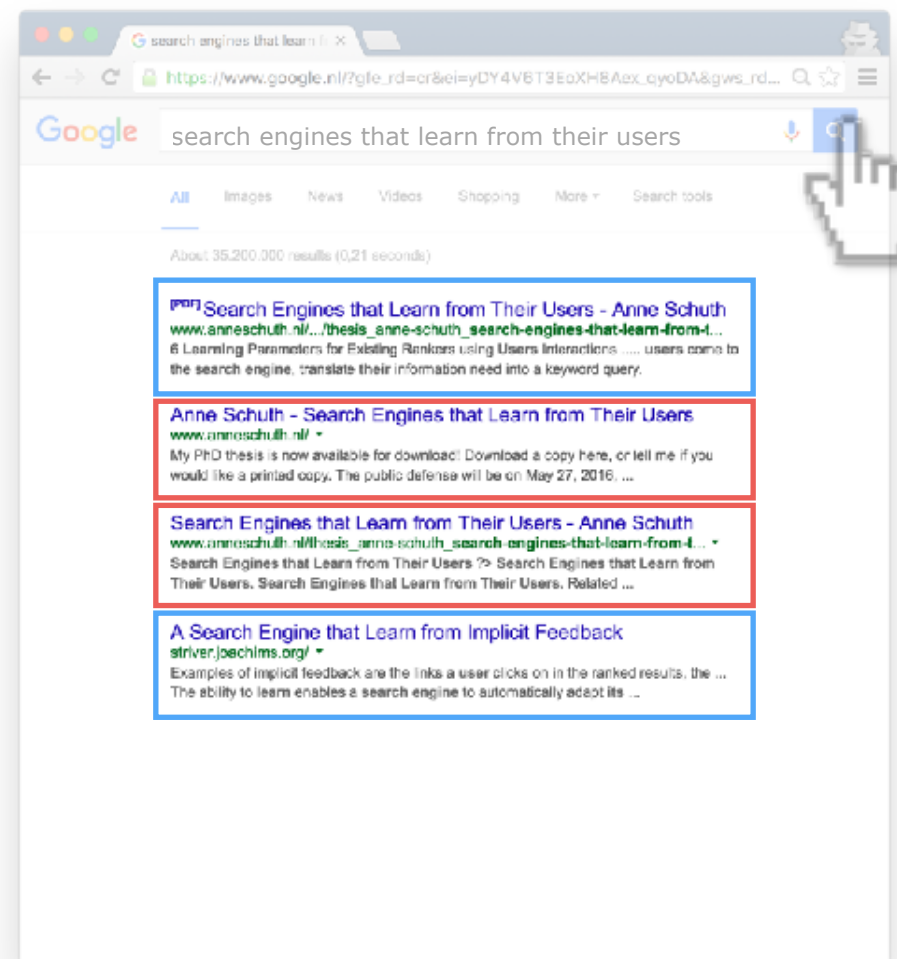 search engines that learn fr
https://www.google.nl/?gfe_rd=cr&ei=yDY4V6T3EoXH8Aex_qyoDA&gws_rd...
Google
search engines that learn from their users
All Images News Videos Shopping More Search tools
About 35.200.000 results (0,21 seconds)
[PDF] Search Engines that Learn from Their Users - Anne Schuth
www.anneschuth.nl/.../thesis_anne-schuth_search-engines-that-learn-from-t...
6 Learning Parameters for Existing Rankers using Users Interactions ..... users come to
the search engine, translate their information need into a keyword query.
Anne Schuth - Search Engines that Learn from Their Users
www.anneschuth.nl/
My PhD thesis is now available for download! Download a copy here, or tell me if you
would like a printed copy. The public defense will be on May 27, 2016, ...
Search Engines that Learn from Their Users - Anne Schuth
www.anneschuth.nl/thesis_anne-schuth_search-engines-that-learn-from-t...
Search Engines that Learn from Their Users ?> Search Engines that Learn from
Their Users. Search Engines that Learn from Their Users. Related ...
A Search Engine that Learn from Implicit Feedback
striver.joachims.org/
Examples of implicit feedback are the links a user clicks on in the ranked results, the ...
The ability to learn enables a search engine to automatically adapt its ...